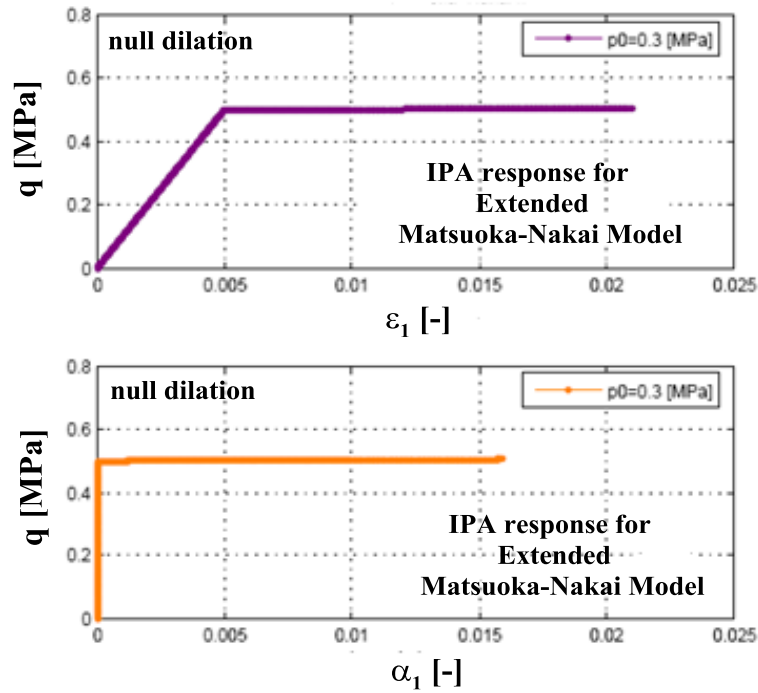 null dilation
p0=0.3 [MPa]
0.8
0.6
0.4
0.2
0
q [MPa]
IPA response for
Extended
Matsuoka-Nakai Model
0 0.005 0.01 0.015 0.02 0.025
ε1 [-]
null dilation
p0=0.3 [MPa]
0.8
0.6
0.4
0.2
0
q [MPa]
IPA response for
Extended
Matsuoka-Nakai Model
0 0.005 0.01 0.015 0.02 0.025
α1 [-]